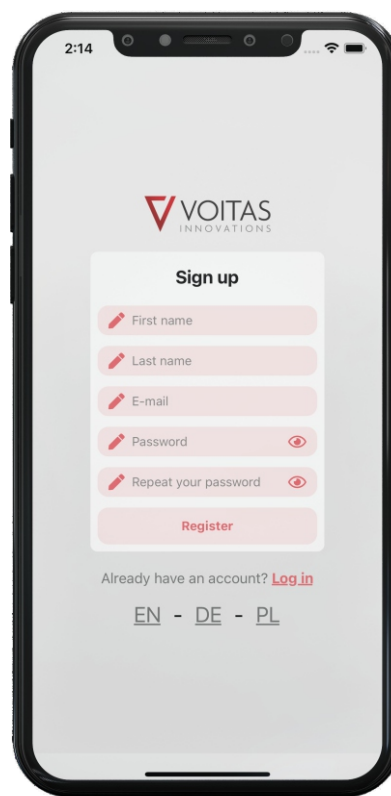 2:14
VOITAS
INNOVATIONS
Sign up
First name
Last name
E-mail
Password
Repeat your password
Register
Already have an account? Log in
EN - DE - PL